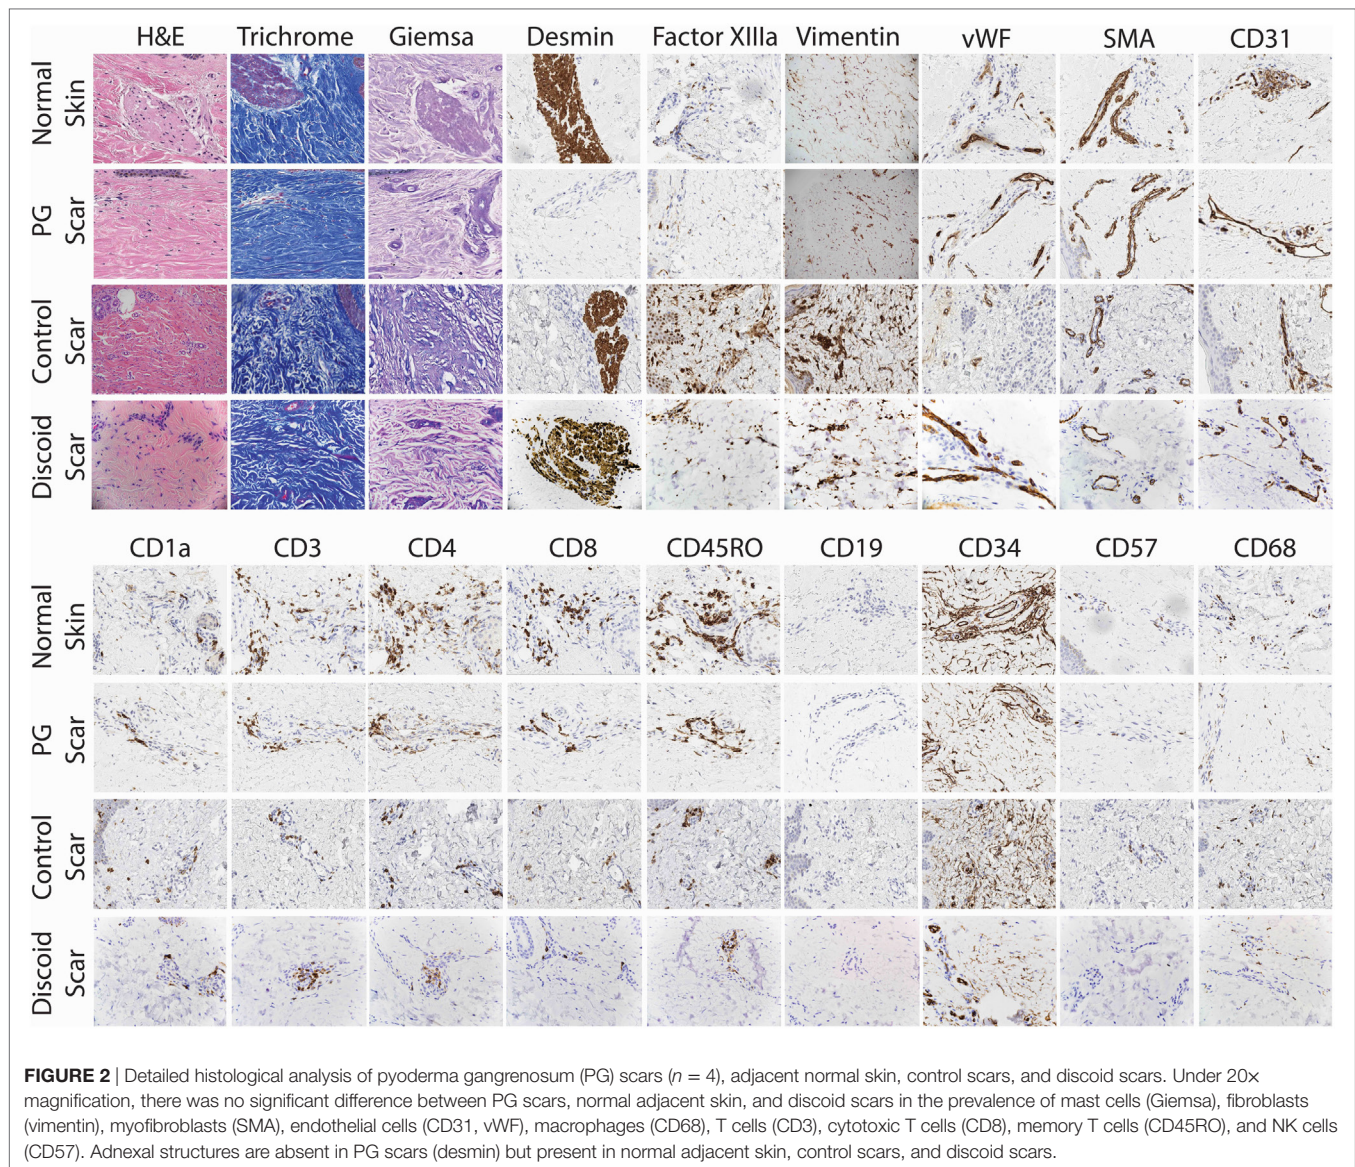 H&E Trichrome Giemsa Desmin Factor XIIIa Vimentin vWF SMA CD31
Normal
Skin
PG
Scar
Control
Scar
Discoid
Scar
CD1a CD3 CD4 CD8 CD45RO CD19 CD34 CD57 CD68
Normal
Skin
PG
Scar
Control
Scar
Discoid
Scar
FIGURE 2 | Detailed histological analysis of pyoderma gangrenosum (PG) scars (n = 4), adjacent normal skin, control scars, and discoid scars. Under 20×
magnification, there was no significant difference between PG scars, normal adjacent skin, and discoid scars in the prevalence of mast cells (Giemsa), fibroblasts
(vimentin), myofibroblasts (SMA), endothelial cells (CD31, vWF), macrophages (CD68), T cells (CD3), cytotoxic T cells (CD8), memory T cells (CD45RO), and NK cells
(CD57). Adnexal structures are absent in PG scars (desmin) but present in normal adjacent skin, control scars, and discoid scars.